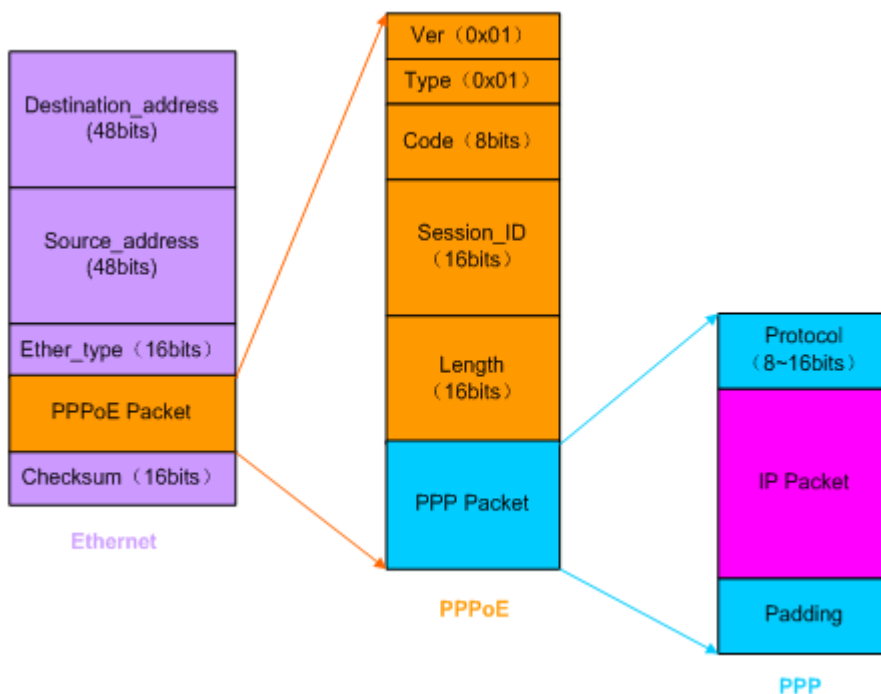 Destination_address
(48bits)
Source_address
(48bits)
Ether_type（16bits）
PPPoE Packet
Checksum（16bits）
Ethernet
Ver（0x01）
Type（0x01）
Code（8bits）
Session_ID
（16bits）
Length
（16bits）
PPP Packet
PPPoE
Protocol
（8~16bits）
IP Packet
Padding
PPP